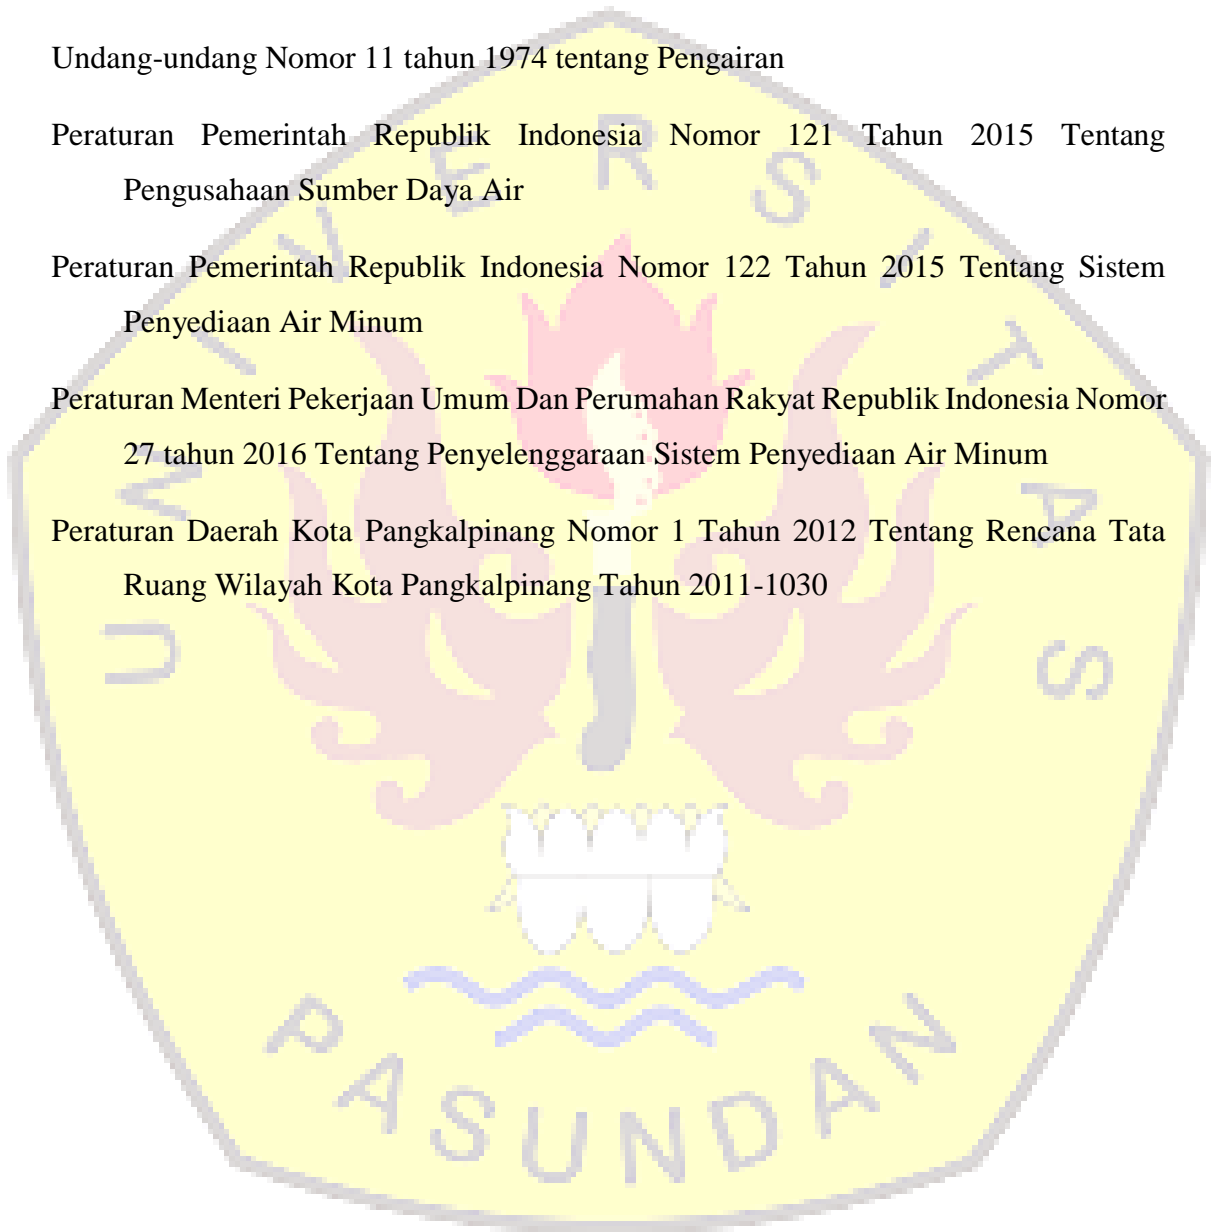 Undang-undang Nomor 11 tahun 1974 tentang Pengairan
Peraturan Pemerintah Republik Indonesia Nomor 121 Tahun 2015 Tentang
Pengusahaan Sumber Daya Air
Peraturan Pemerintah Republik Indonesia Nomor 122 Tahun 2015 Tentang Sistem
Penyediaan Air Minum
Peraturan Menteri Pekerjaan Umum Dan Perumahan Rakyat Republik Indonesia Nomor
27 tahun 2016 Tentang Penyelenggaraan Sistem Penyediaan Air Minum
Peraturan Daerah Kota Pangkalpinang Nomor 1 Tahun 2012 Tentang Rencana Tata
Ruang Wilayah Kota Pangkalpinang Tahun 2011-1030
UNIVERSITAS
PASUNDAN